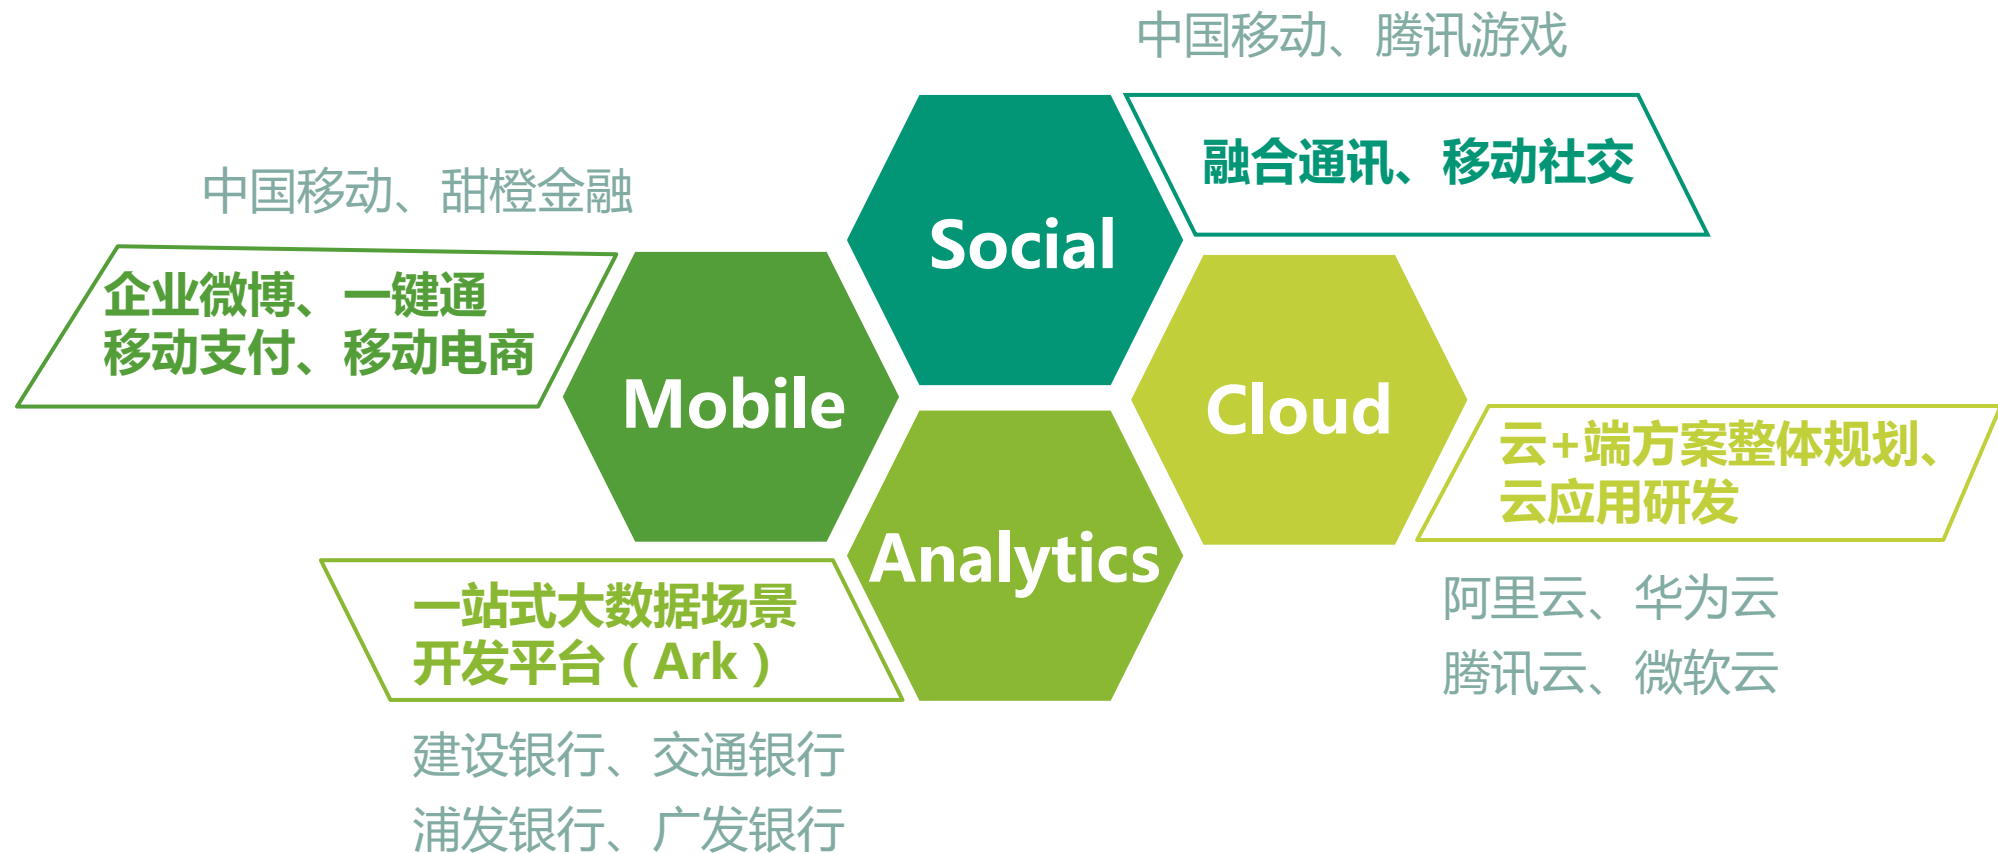 中国移动、腾讯游戏
Social
融合通讯、移动社交
中国移动、甜橙金融
企业微博、一键通
移动支付、移动电商
Mobile
Cloud
云+端方案整体规划、
云应用研发
阿里云、华为云
腾讯云、微软云
Analytics
一站式大数据场景
开发平台（Ark）
建设银行、交通银行
浦发银行、广发银行